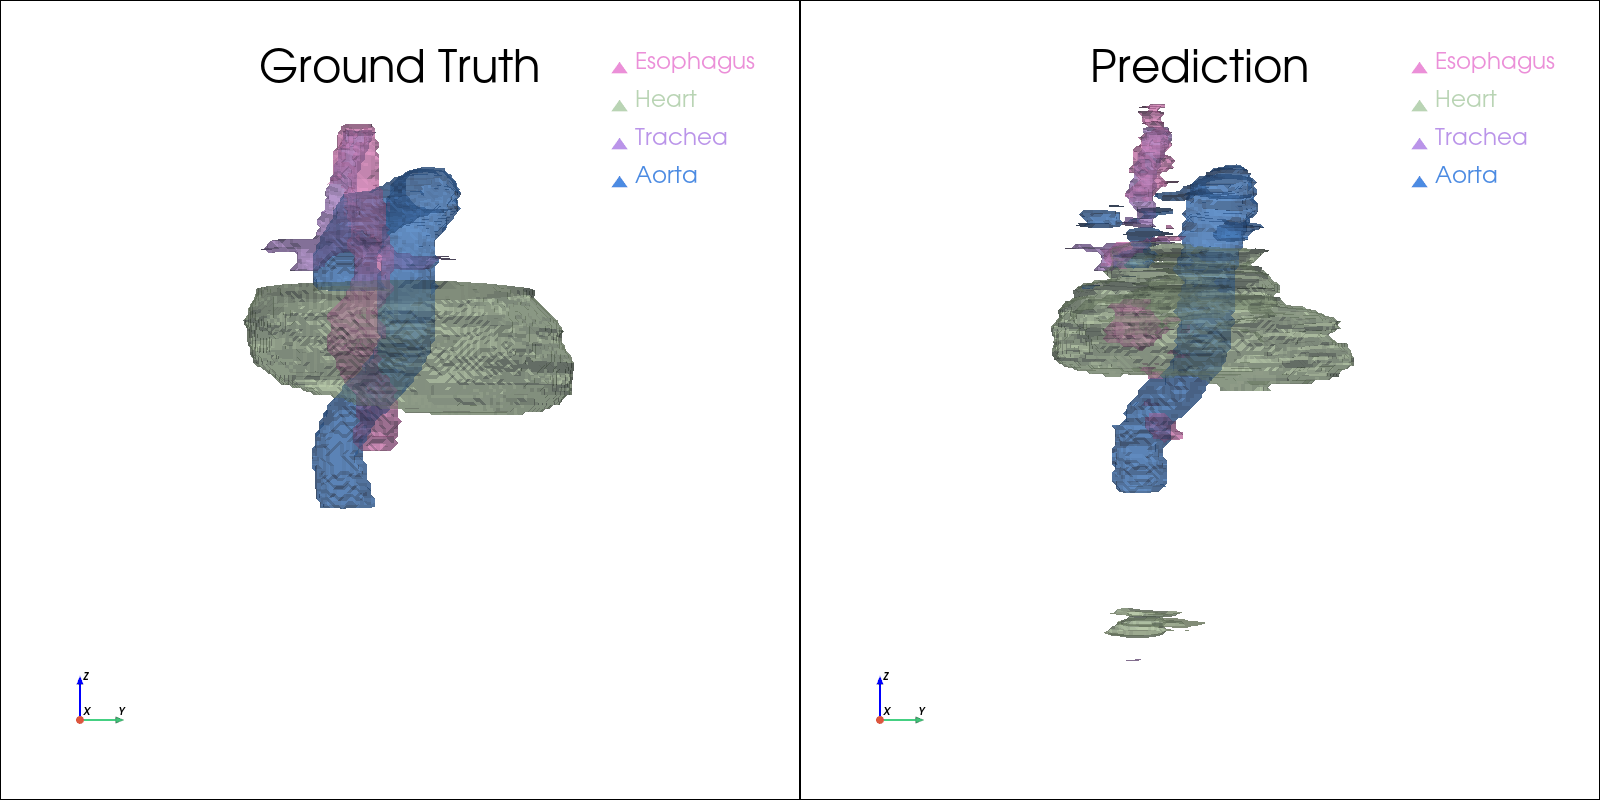 Ground Truth
Esophagus
Heart
Trachea
Aorta
Z
X
Y
Prediction
Esophagus
Heart
Trachea
Aorta
Z
X
Y